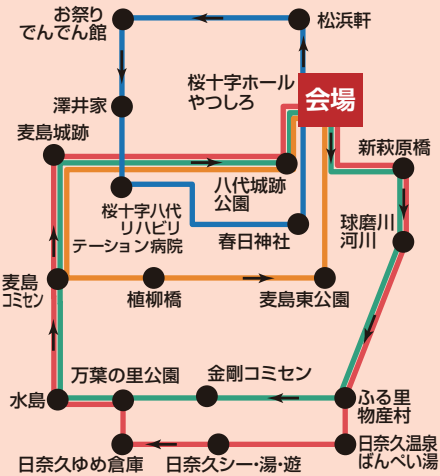 お祭り
でんでん館
松浜軒
桜十字ホール
やつしろ
会場
澤井家
麦島城跡
新萩原橋
八代城跡
公園
桜十字八代
リハビリ
テーション病院
春日神社
球磨川
河川
麦島
コミセン
植柳橋
麦島東公園
万葉の里公園
金剛コミセン
水島
ふる里
物産村
日奈久ゆめ倉庫
日奈久シー・湯・遊
日奈久温泉
ばんぺい湯